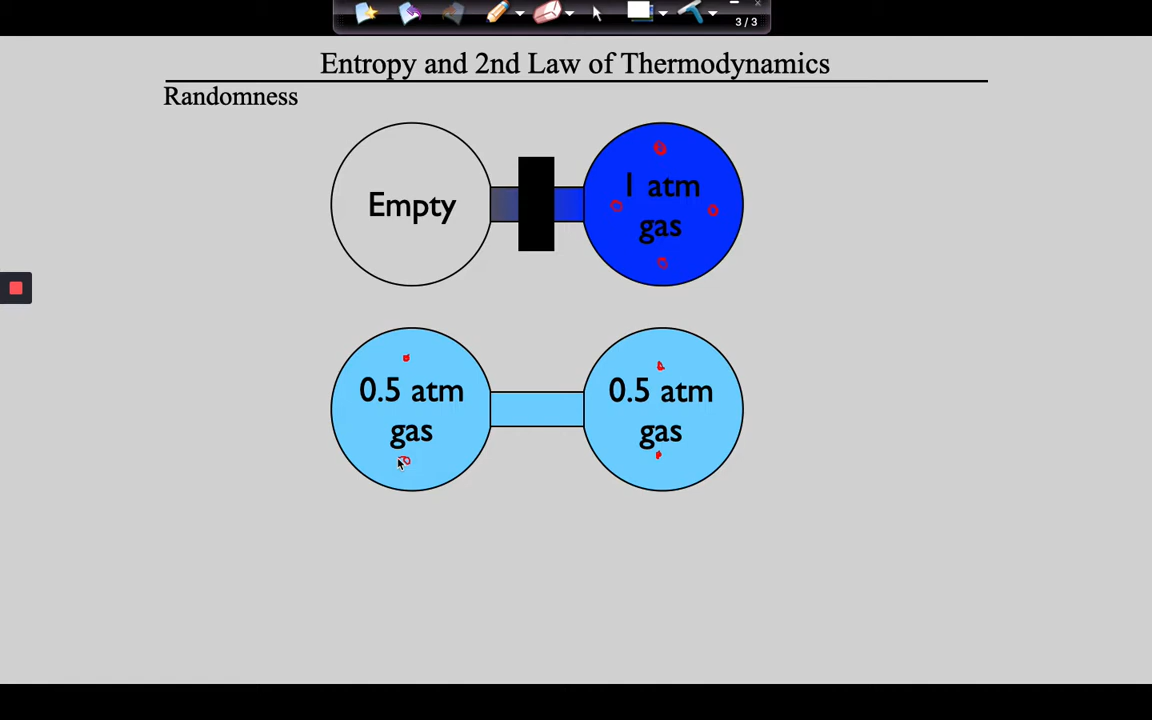 3 / 3
Entropy and 2nd Law of Thermodynamics
Randomness
Empty
1 atm
gas
0.5 atm
gas
0.5 atm
gas